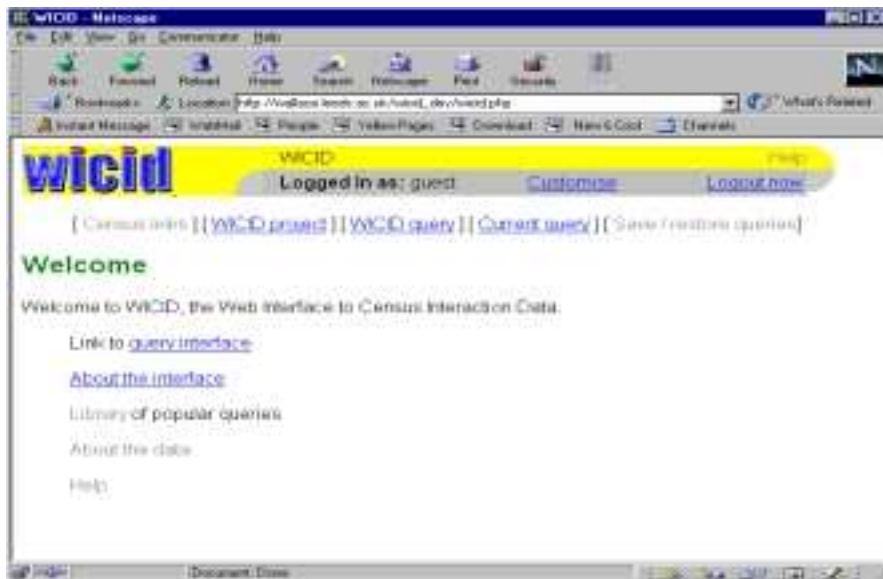 WICID - Netscape
File Edit View Go Communicator Help
Back Forward Reload Home Search Netscape Print Security
Bookmarks Location: What's Related
Instant Message WebMail People Yellow Pages Download New & Cool Channels
wicid WICID Help
Logged in as: guest Customise Logout now
[ Census links ] [ WICID project ] [ WICID query ] [ Current query ] [ Save / restore queries]
Welcome
Welcome to WICID, the Web Interface to Census Interaction Data.
Link to query interface
About the interface
Library of popular queries
About the data
Help
Document: Done